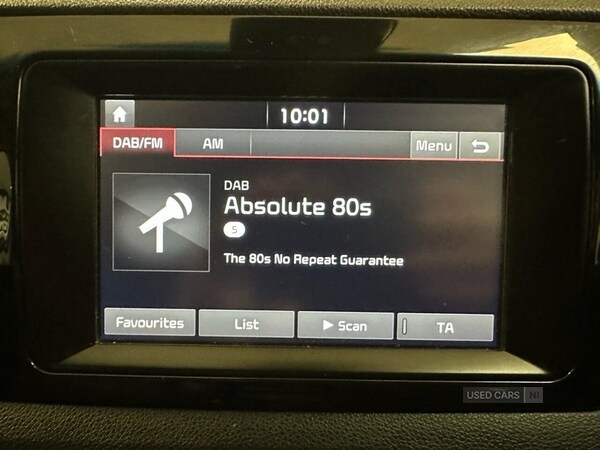 10:01
DAB/FM AM Menu
DAB
Absolute 80s
5
The 80s No Repeat Guarantee
Favourites List Scan TA
USED CARS NI